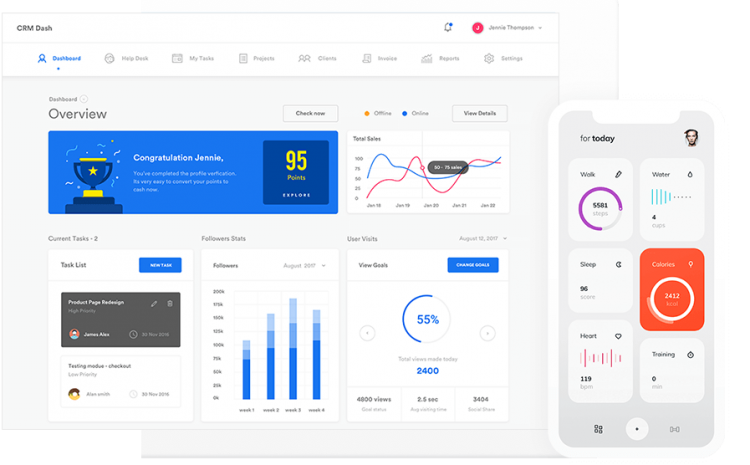 CRM Dash
Jennie Thompson
Dashboard
Help Desk
My Tasks
Projects
Clients
Invoice
Reports
Settings
Dashboard
Overview
Check now
Offline
Online
View Details
Congratulation Jennie,
You've completed the profile verfication.
Its very easy to convert your points to
cash now.
95
Points
EXPLORE
Total Sales
100
75
50
25
0
90 - 75 sales
Jan 18
Jan 19
Jan 20
Jan 21
Jan 22
Current Tasks - 2
Task List
NEW TASK
Product Page Redesign
High Priority
James Alex
30 Nov 2016
Testing modue - checkout
Low Priority
Alan smith
30 Nov 2016
Followers Stats
Followers
August 2017
200k
175k
150k
125k
100k
75k
50k
25k
0k
week 1
week 2
week 3
week 4
User Visits
August 12, 2017
View Goals
CHANGE GOALS
55%
Total views made today
2400
4800 views
Goal status
2.5 sec
Avg.visiting time
3404
Social Share
for today
Walk
5581
steps
Water
4
cups
Sleep
96
score
Calories
2412
kcal
Heart
119
bpm
Training
0
min